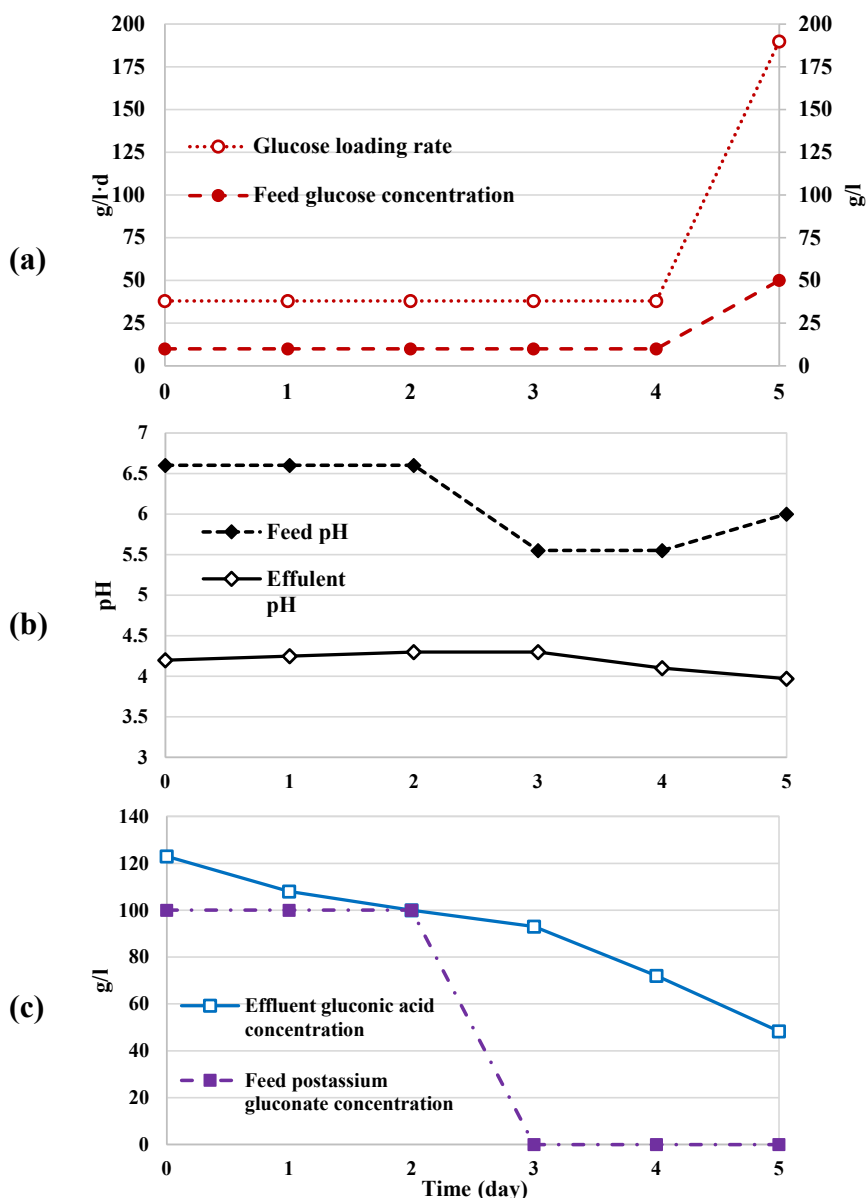 200
175
150
125
100
75
50
25
0
g/l·d
200
175
150
125
100
75
50
25
0
g/l
Glucose loading rate
Feed glucose concentration
(a)
0 1 2 3 4 5
7
6.5
6
5.5
5
4.5
4
3.5
3
pH
Feed pH
Effulent
pH
(b)
0 1 2 3 4 5
140
120
100
80
60
40
20
0
g/l
Effluent gluconic acid
concentration
Feed postassium
gluconate concentration
(c)
0 1 2 3 4 5
Time (day)